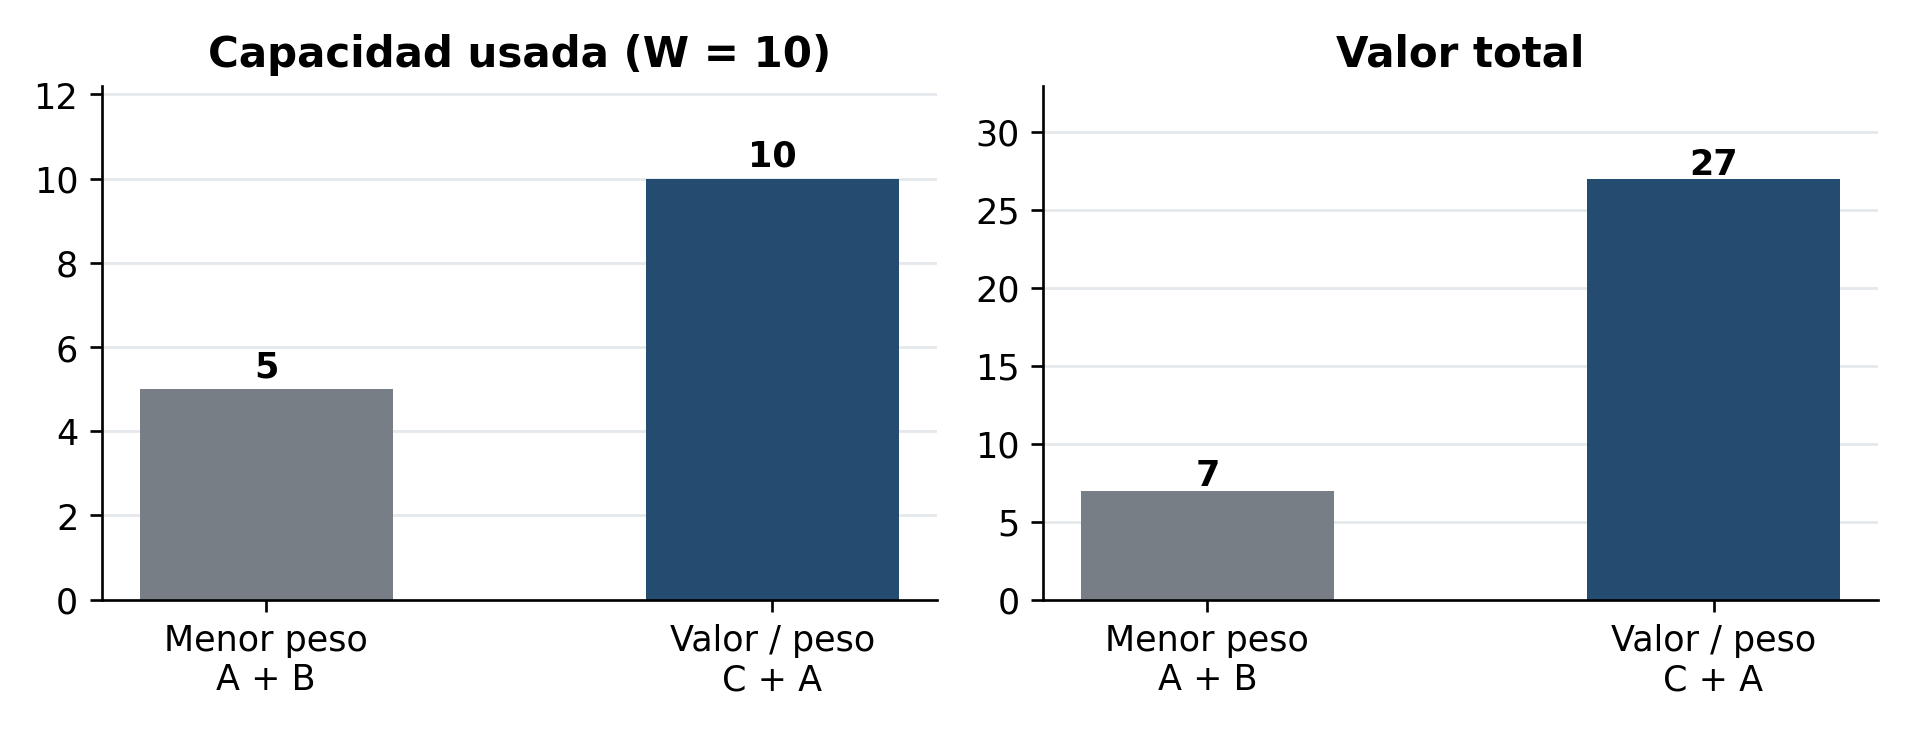 Capacidad usada (W = 10)
12
10
8
6
4
2
0
5
10
Menor peso
A + B
Valor / peso
C + A
Valor total
30
25
20
15
10
5
0
7
27
Menor peso
A + B
Valor / peso
C + A